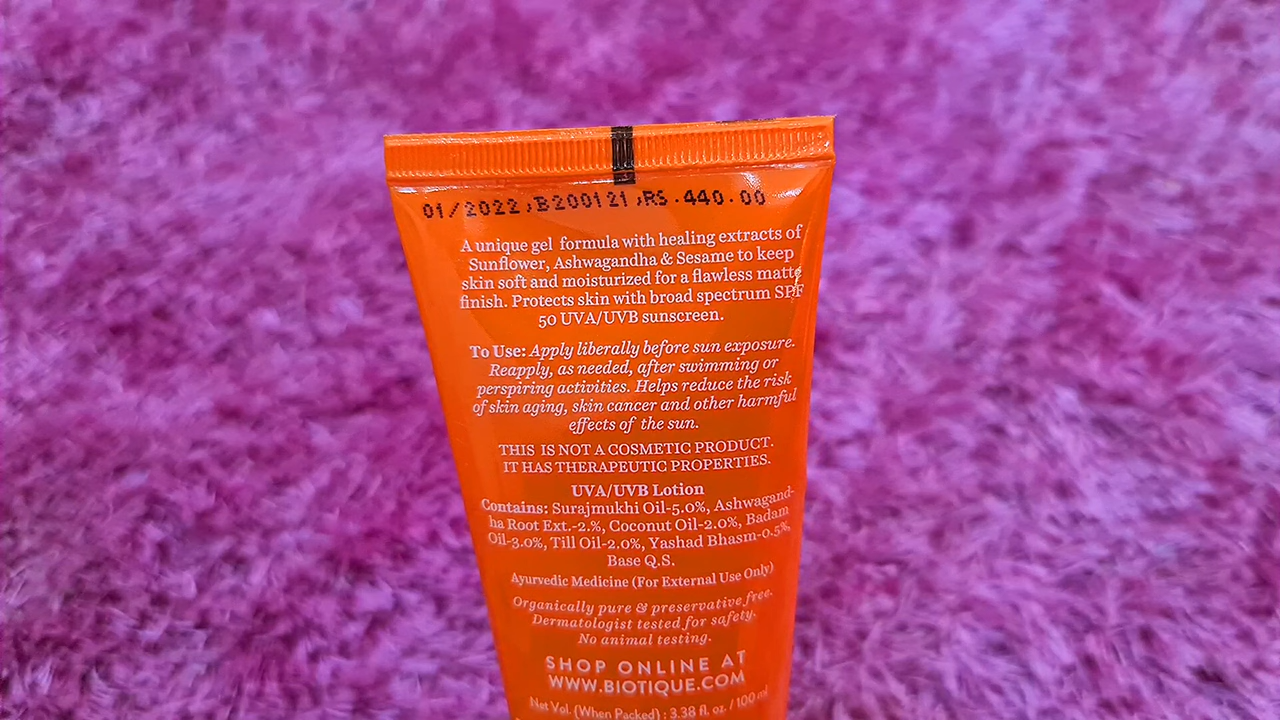 01/2022,B200121,RS.440.00
A unique gel formula with healing extracts of
Sunflower, Ashwagandha & Sesame to keep
skin soft and moisturized for a flawless matte
finish. Protects skin with broad spectrum SPF
50 UVA/UVB sunscreen.
To Use: Apply liberally before sun exposure.
Reapply, as needed, after swimming or
perspiring activities. Helps reduce the risk
of skin aging, skin cancer and other harmful
effects of the sun.
THIS IS NOT A COSMETIC PRODUCT.
IT HAS THERAPEUTIC PROPERTIES.
UVA/UVB Lotion
Contains: Surajmukhi Oil-5.0%, Ashwagand-
ha Root Ext.-2.%, Coconut Oil-2.0%, Badam
Oil-3.0%, Till Oil-2.0%, Yashad Bhasm-0.5%,
Base Q.S.
Ayurvedic Medicine (For External Use Only)
Organically pure & preservative free.
Dermatologist tested for safety.
No animal testing.
SHOP ONLINE AT
WWW.BIOTIQUE.COM
Net Vol. (When Packed) : 3.38 fl. oz. / 100 ml